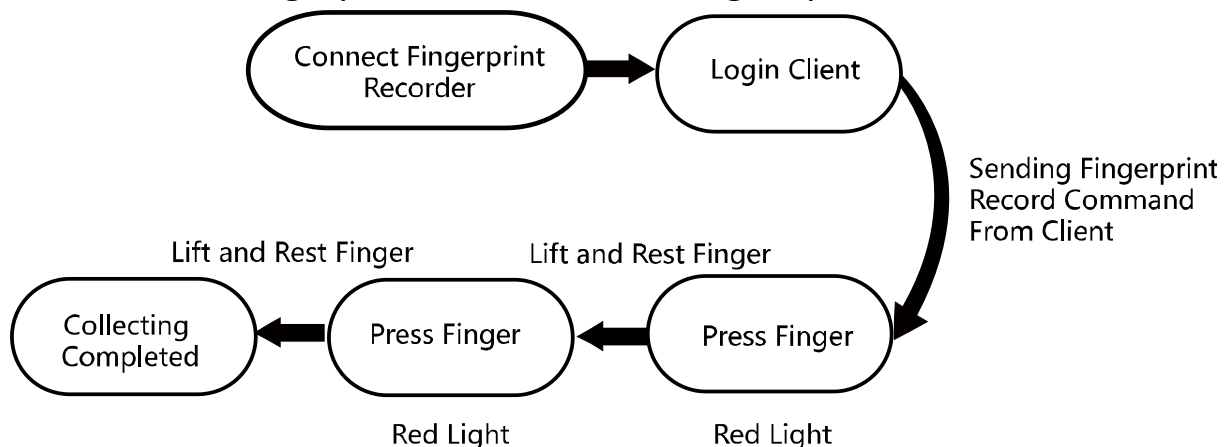 Connect Fingerprint
Recorder
Login Client
Sending Fingerprint
Record Command
From Client
Lift and Rest Finger
Lift and Rest Finger
Collecting
Completed
Press Finger
Press Finger
Red Light
Red Light